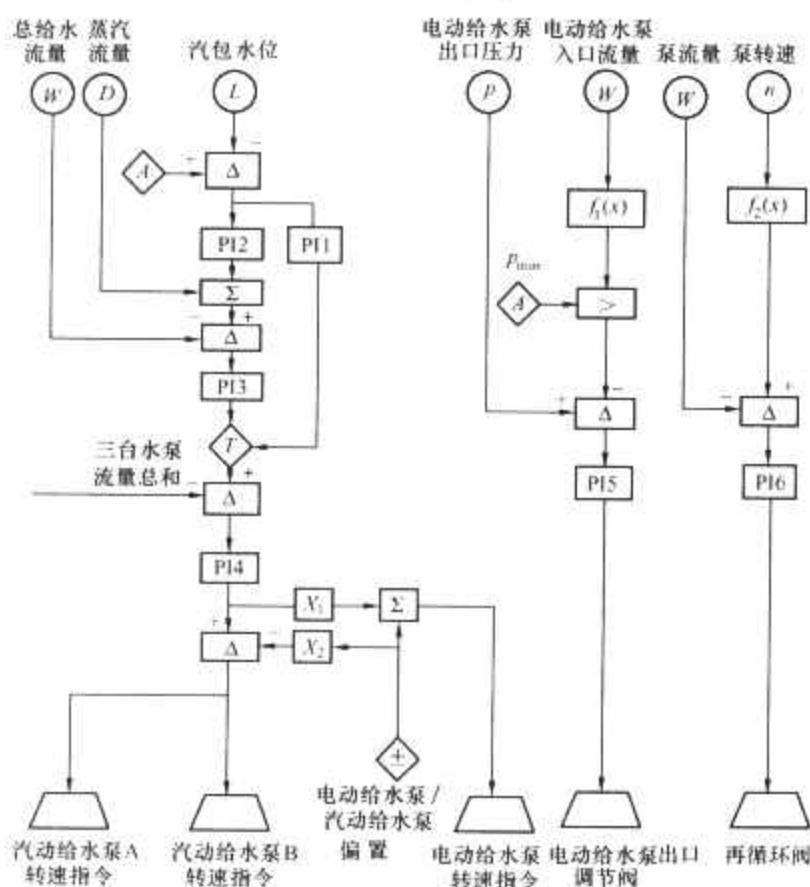 总给水
流量
蒸汽
流量
汽包水位
电动给水泵
出口压力
电动给水泵
入口流量
泵流量
泵转速
W
D
L
p
W
W
n
A
+
-
Δ
f₁(x)
f₂(x)
PI2
PI1
Σ
A
>
-
+
Δ
PI3
+
-
Δ
-
+
Δ
T
三台水泵
流量总和
-
+
Δ
PI5
PI6
PI4
X₁
Σ
+
Δ
-
X₂
±
电动给水泵/
汽动给水泵
偏置
汽动给水泵A
转速指令
汽动给水泵B
转速指令
电动给水泵
转速指令
电动给水泵出口
调节阀
再循环阀